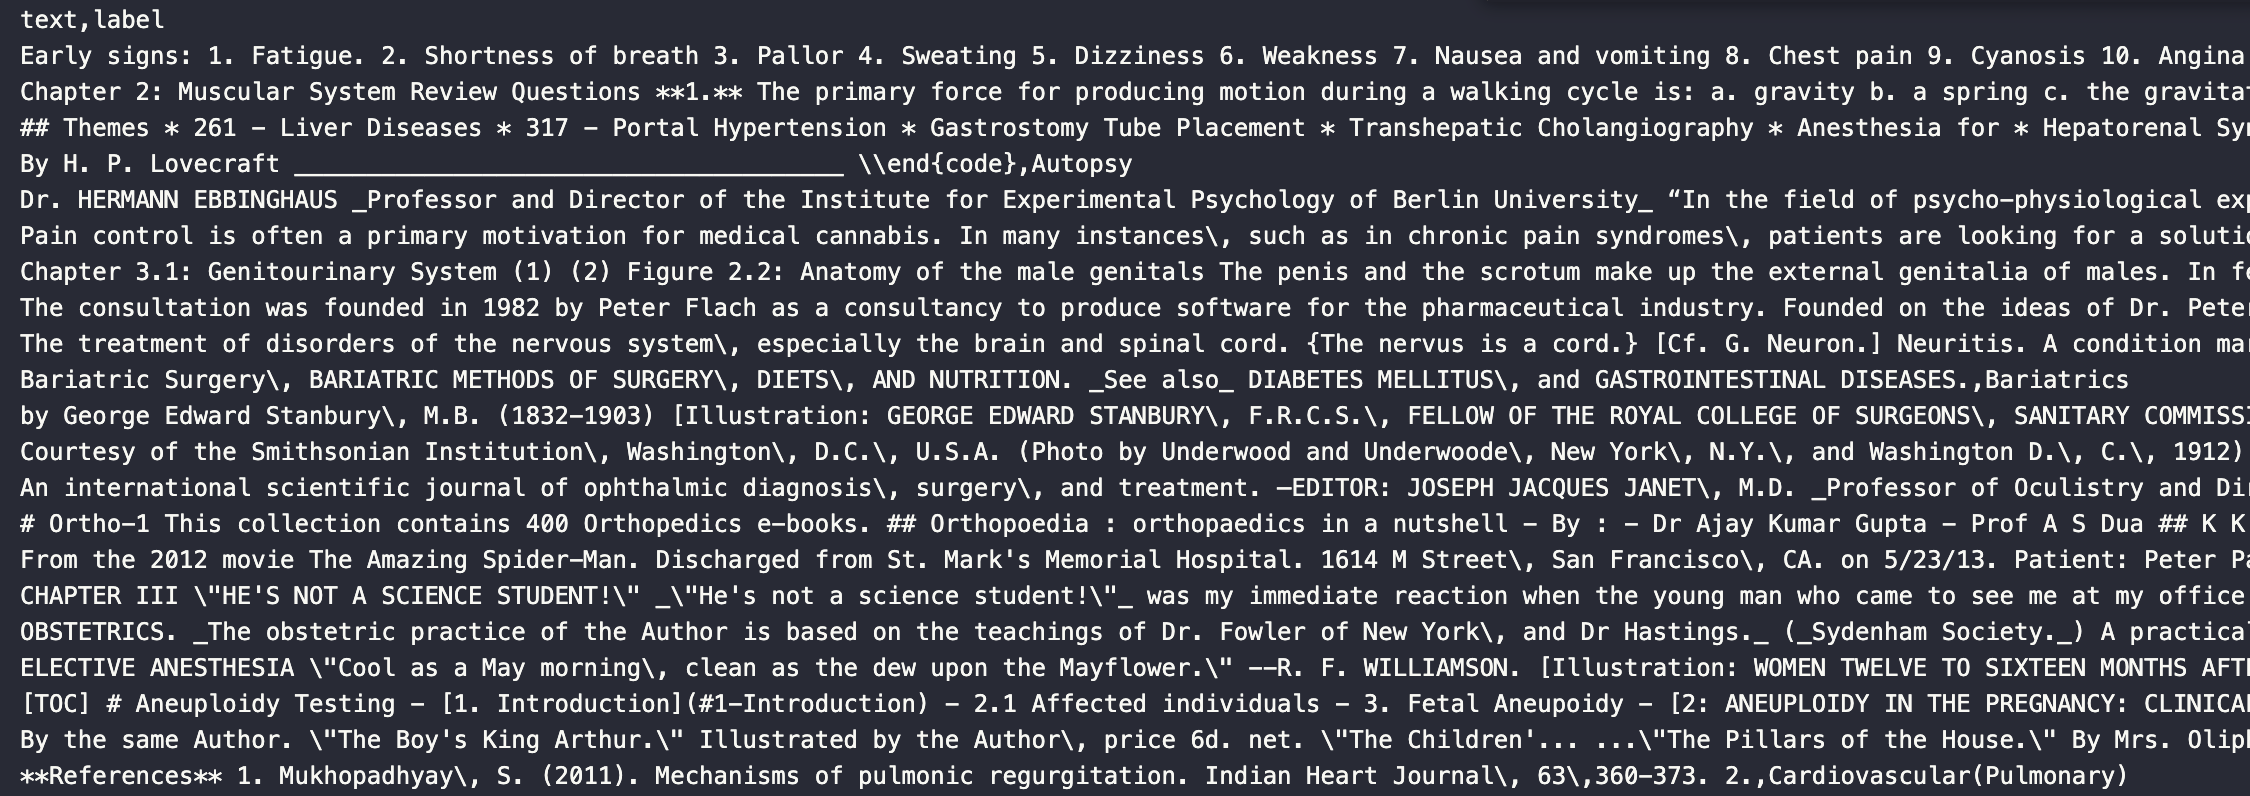 text,label
Early signs: 1. Fatigue. 2. Shortness of breath 3. Pallor 4. Sweating 5. Dizziness 6. Weakness 7. Nausea and vomiting 8. Chest pain 9. Cyanosis 10. Angina
Chapter 2: Muscular System Review Questions **1.** The primary force for producing motion during a walking cycle is: a. gravity b. a spring c. the gravitat
## Themes * 261 - Liver Diseases * 317 - Portal Hypertension * Gastrostomy Tube Placement * Transhepatic Cholangiography * Anesthesia for * Hepatorenal Syn
By H. P. Lovecraft ______________________________________ \\end{code},Autopsy
Dr. HERMANN EBBINGHAUS _Professor and Director of the Institute for Experimental Psychology of Berlin University_ “In the field of psycho-physiological exp
Pain control is often a primary motivation for medical cannabis. In many instances\, such as in chronic pain syndromes\, patients are looking for a solutio
Chapter 3.1: Genitourinary System (1) (2) Figure 2.2: Anatomy of the male genitals The penis and the scrotum make up the external genitalia of males. In fe
The consultation was founded in 1982 by Peter Flach as a consultancy to produce software for the pharmaceutical industry. Founded on the ideas of Dr. Peter
The treatment of disorders of the nervous system\, especially the brain and spinal cord. {The nervus is a cord.} [Cf. G. Neuron.] Neuritis. A condition mar
Bariatric Surgery\, BARIATRIC METHODS OF SURGERY\, DIETS\, AND NUTRITION. _See also_ DIABETES MELLITUS\, and GASTROINTESTINAL DISEASES.,Bariatrics
by George Edward Stanbury\, M.B. (1832-1903) [Illustration: GEORGE EDWARD STANBURY\, F.R.C.S.\, FELLOW OF THE ROYAL COLLEGE OF SURGEONS\, SANITARY COMMISSI
Courtesy of the Smithsonian Institution\, Washington\, D.C.\, U.S.A. (Photo by Underwood and Underwoode\, New York\, N.Y.\, and Washington D.\, C.\, 1912)
An international scientific journal of ophthalmic diagnosis\, surgery\, and treatment. —EDITOR: JOSEPH JACQUES JANET\, M.D. _Professor of Oculistry and Dir
# Ortho-1 This collection contains 400 Orthopedics e-books. ## Orthopoedia : orthopaedics in a nutshell - By : - Dr Ajay Kumar Gupta - Prof A S Dua ## K K
From the 2012 movie The Amazing Spider-Man. Discharged from St. Mark's Memorial Hospital. 1614 M Street\, San Francisco\, CA. on 5/23/13. Patient: Peter Pa
CHAPTER III \"HE'S NOT A SCIENCE STUDENT!\" _\"He's not a science student!\"_ was my immediate reaction when the young man who came to see me at my office
OBSTETRICS. _The obstetric practice of the Author is based on the teachings of Dr. Fowler of New York\, and Dr Hastings._ (_Sydenham Society._) A practical
ELECTIVE ANESTHESIA \"Cool as a May morning\, clean as the dew upon the Mayflower.\" --R. F. WILLIAMSON. [Illustration: WOMEN TWELVE TO SIXTEEN MONTHS AFTE
[TOC] # Aneuploidy Testing - [1. Introduction](#1-Introduction) - 2.1 Affected individuals - 3. Fetal Aneupoidy - [2: ANEUPLOIDY IN THE PREGNANCY: CLINICAL
By the same Author. \"The Boy's King Arthur.\" Illustrated by the Author\, price 6d. net. \"The Children'... ...\"The Pillars of the House.\" By Mrs. Oliph
**References** 1. Mukhopadhyay\, S. (2011). Mechanisms of pulmonic regurgitation. Indian Heart Journal\, 63\,360-373. 2.,Cardiovascular(Pulmonary)